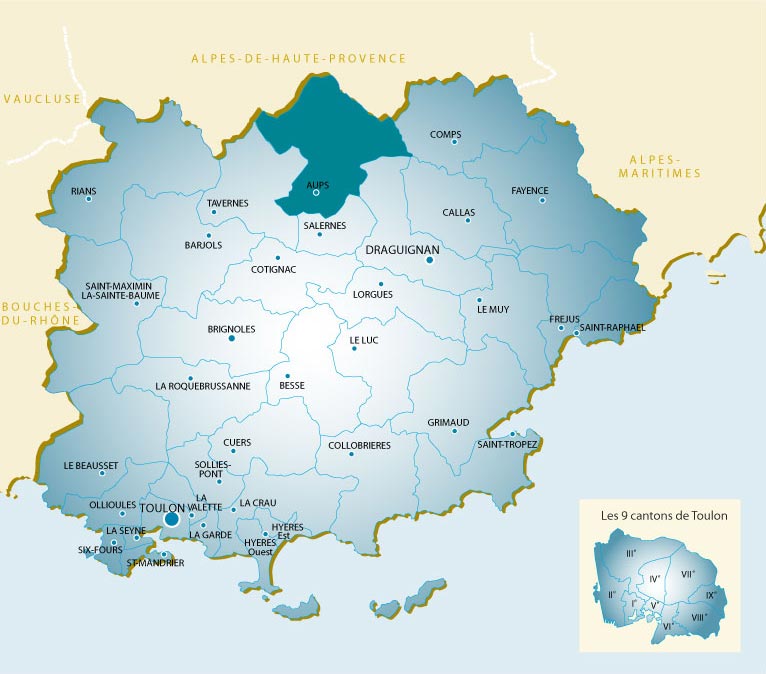 ALPES-DE-HAUTE-PROVENCE
VAUCLUSE
ALPES-
MARITIMES
BOUCHES-
DU-RHÔNE
COMPS
RIANS
AUPS
FAYENCE
TAVERNES
CALLAS
SALERNES
BARJOLS
DRAGUIGNAN
COTIGNAC
SAINT-MAXIMIN
LA-SAINTE-BAUME
LORGUES
LE MUY
FREJUS
SAINT-RAPHAEL
BRIGNOLES
LE LUC
LA ROQUEBRUSSANNE
BESSE
GRIMAUD
SAINT-TROPEZ
CUERS
COLLOBRIERES
LE BEAUSSET
SOLLIES-
PONT
OLLIOULES
TOULON
LA
VALETTE
LA CRAU
LA SEYNE
LA GARDE
HYERES
Est
HYERES
Ouest
SIX-FOURS
ST-MANDRIER
Les 9 cantons de Toulon
III°
IV°
VII°
II°
I°
V°
IX°
VI°
VIII°